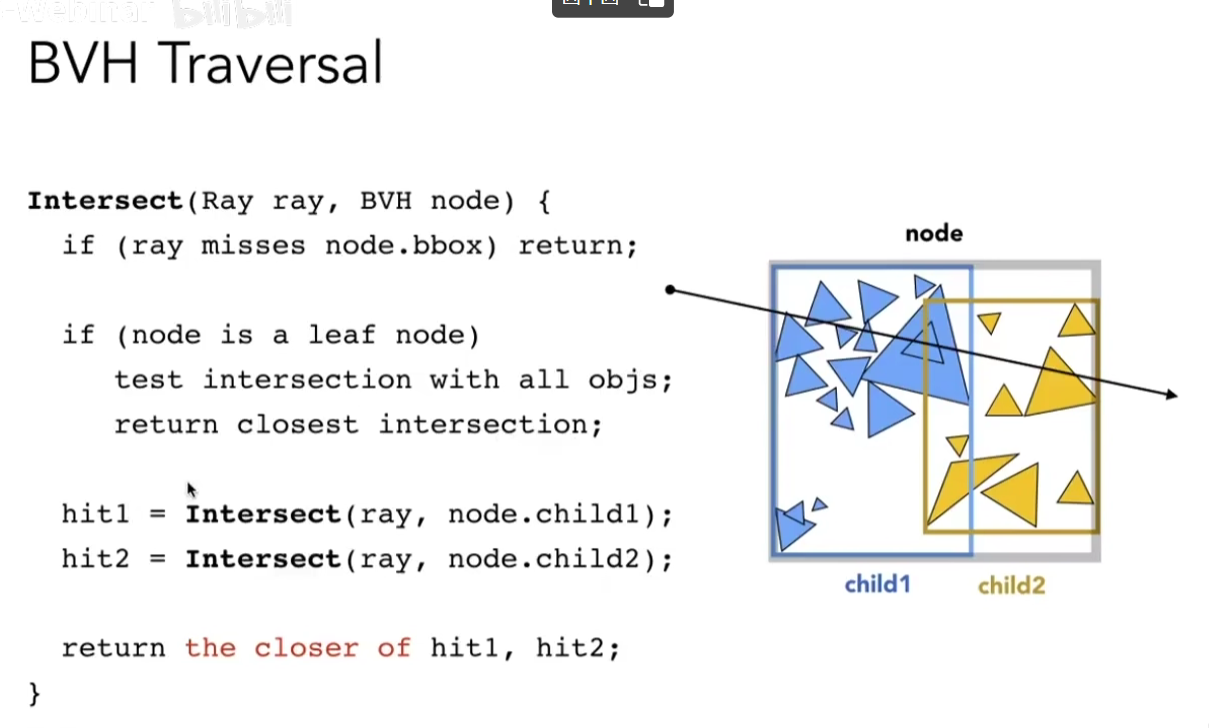 -Webinar bilibili
BVH Traversal
Intersect(Ray ray, BVH node) {
if (ray misses node.bbox) return;
if (node is a leaf node)
test intersection with all objs;
return closest intersection;
hit1 = Intersect(ray, node.child1);
hit2 = Intersect(ray, node.child2);
return the closer of hit1, hit2;
}
node
child1
child2